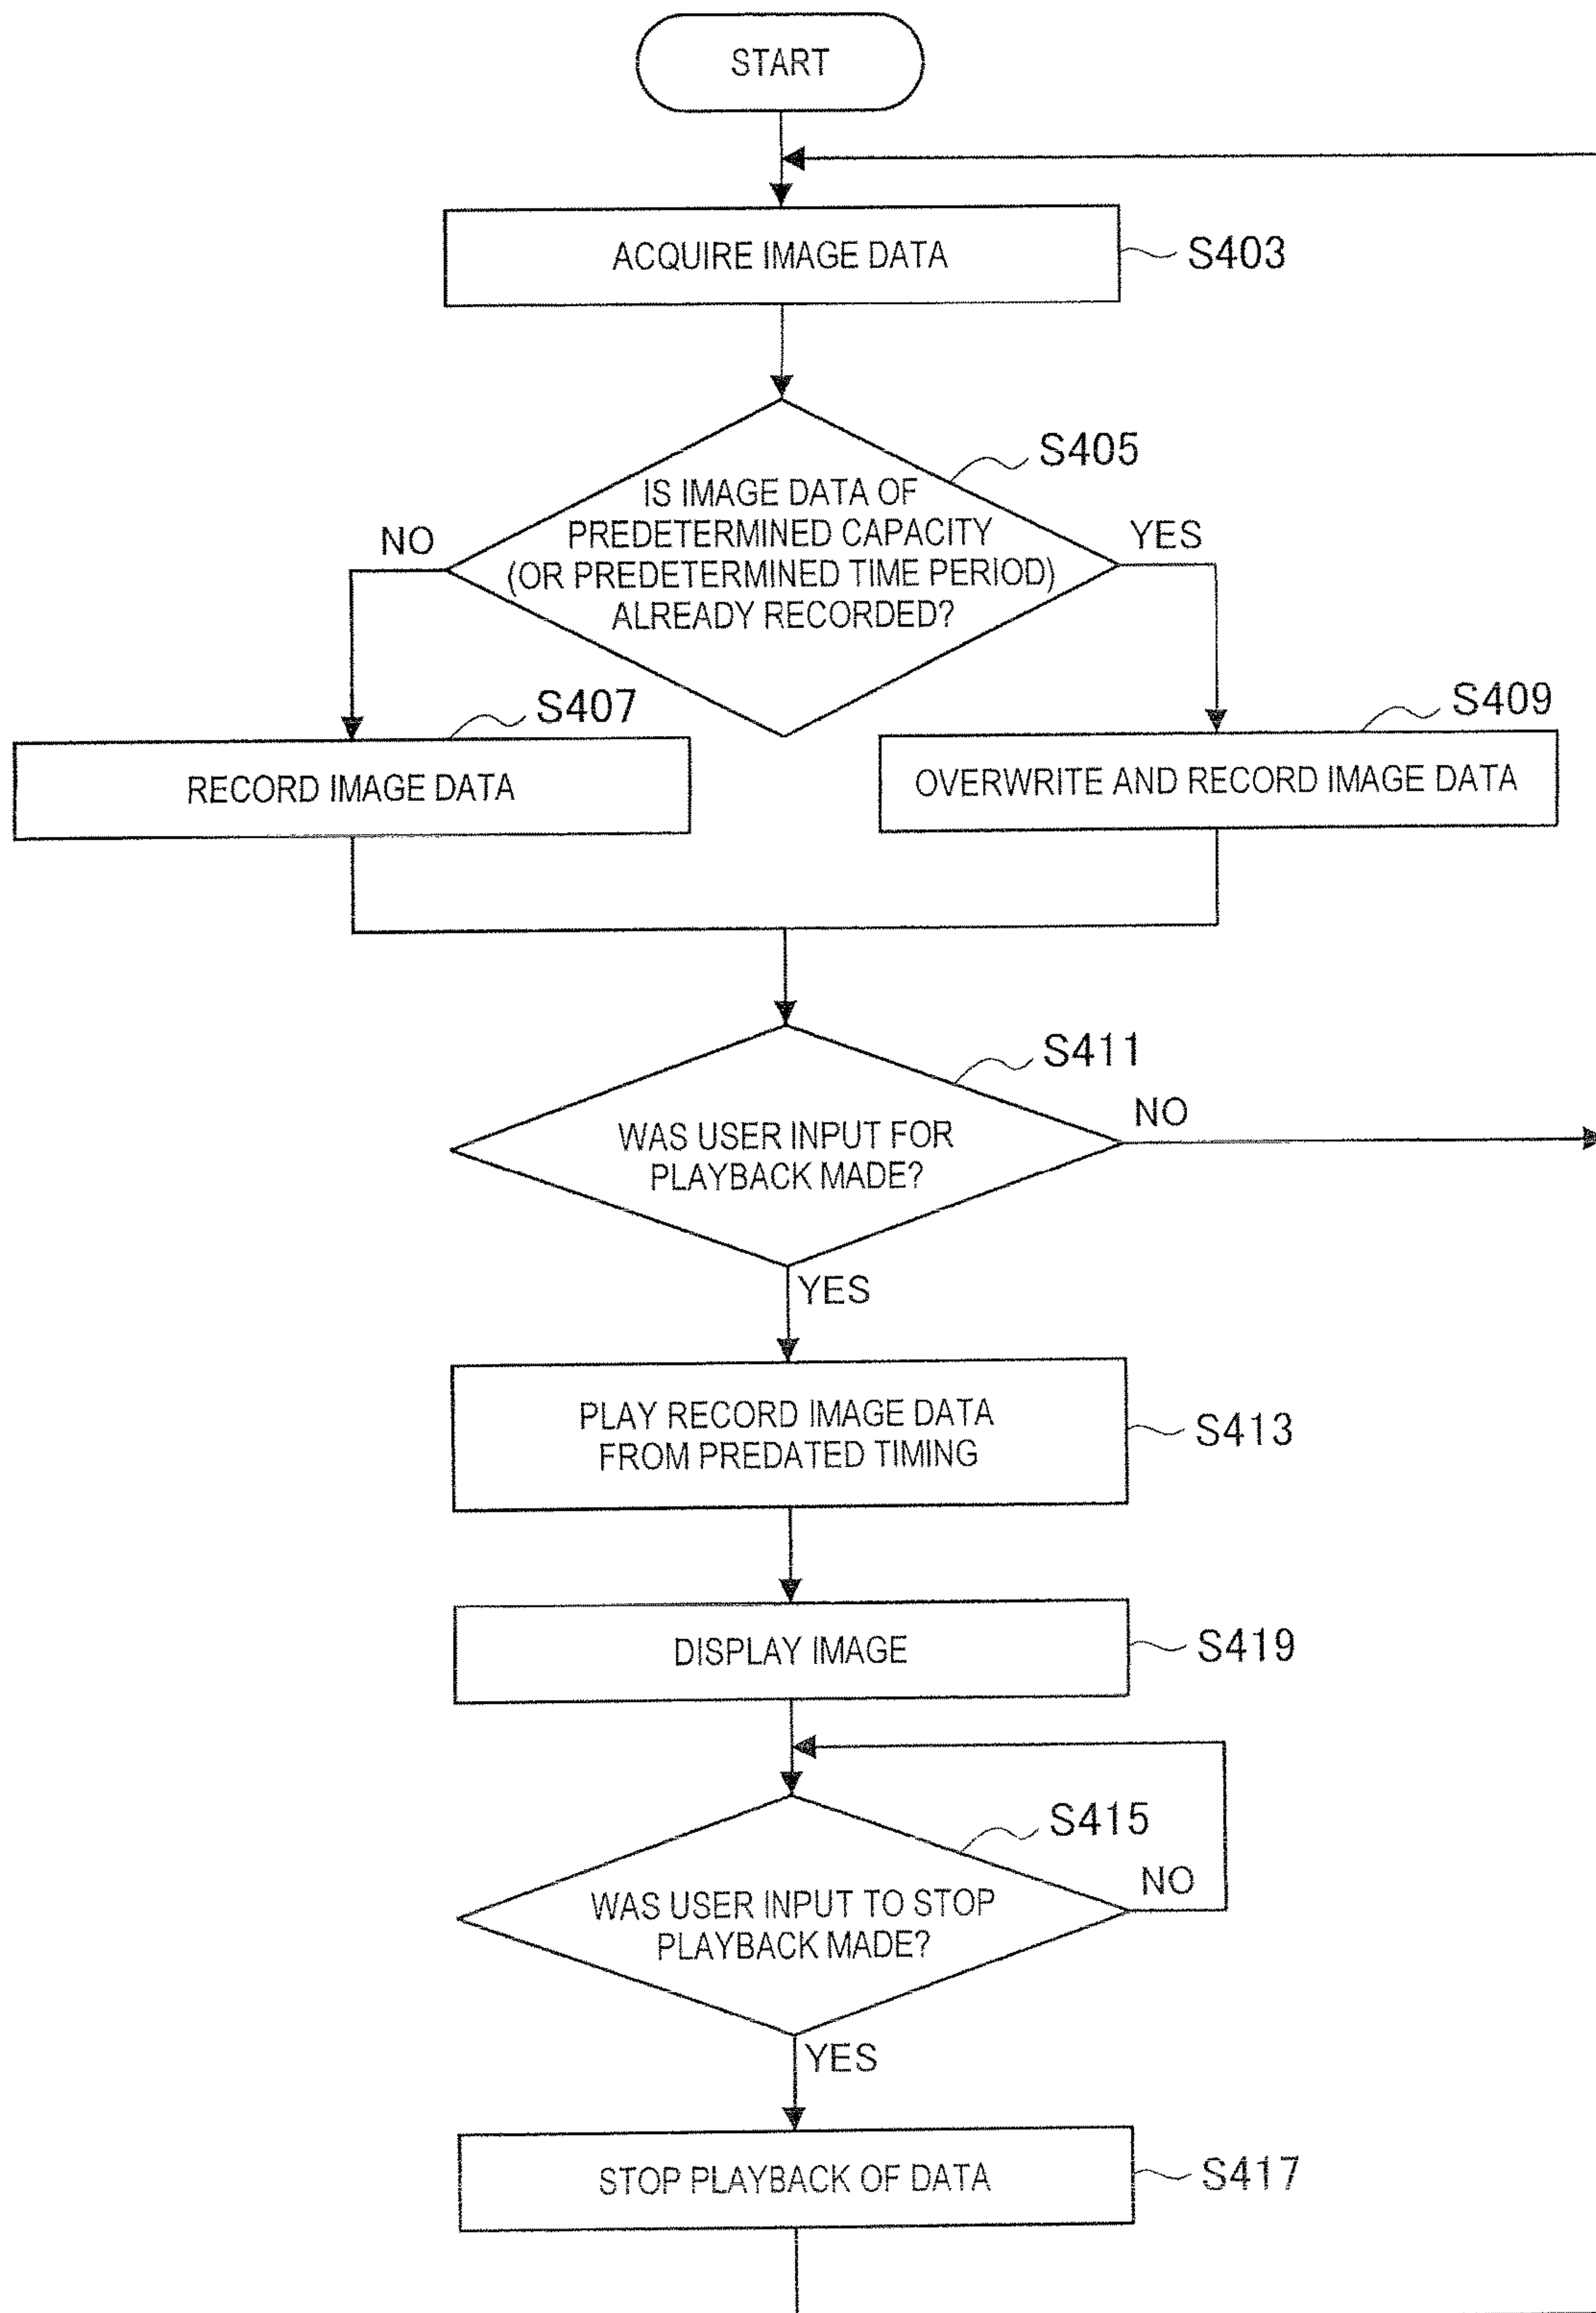 START
ACQUIRE IMAGE DATA
S403
S405
IS IMAGE DATA OF
PREDETERMINED CAPACITY
(OR PREDETERMINED TIME PERIOD)
ALREADY RECORDED?
NO
YES
S407
RECORD IMAGE DATA
S409
OVERWRITE AND RECORD IMAGE DATA
S411
WAS USER INPUT FOR
PLAYBACK MADE?
NO
YES
PLAY RECORD IMAGE DATA
FROM PREDATED TIMING
S413
DISPLAY IMAGE
S419
S415
WAS USER INPUT TO STOP
PLAYBACK MADE?
NO
YES
STOP PLAYBACK OF DATA
S417